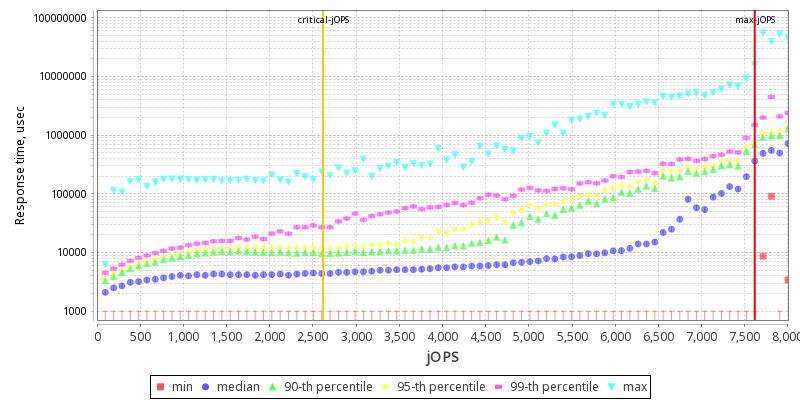 critical-jOPS max-jOPS
100000000
10000000
1000000
100000
10000
1000
Response time, usec
0 500 1,000 1,500 2,000 2,500 3,000 3,500 4,000 4,500 5,000 5,500 6,000 6,500 7,000 7,500 8,000
jOPS
min median 90-th percentile 95-th percentile 99-th percentile max